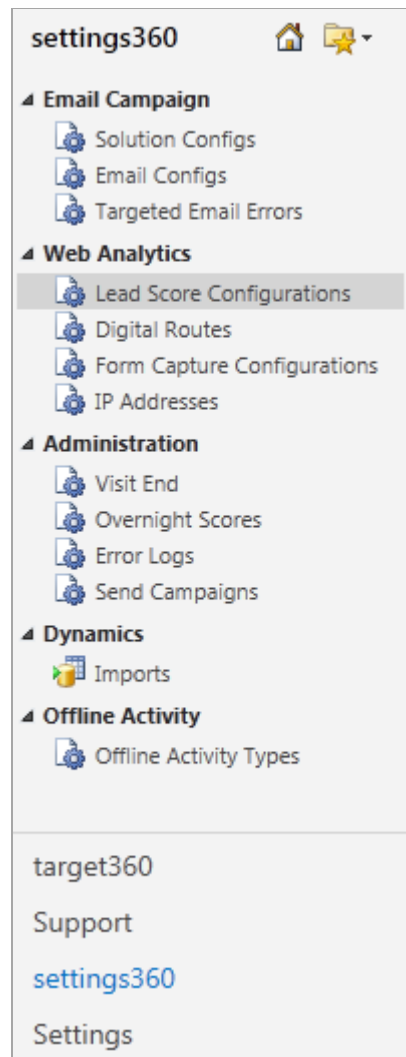 settings360
Email Campaign
Solution Configs
Email Configs
Targeted Email Errors
Web Analytics
Lead Score Configurations
Digital Routes
Form Capture Configurations
IP Addresses
Administration
Visit End
Overnight Scores
Error Logs
Send Campaigns
Dynamics
Imports
Offline Activity
Offline Activity Types
target360
Support
settings360
Settings